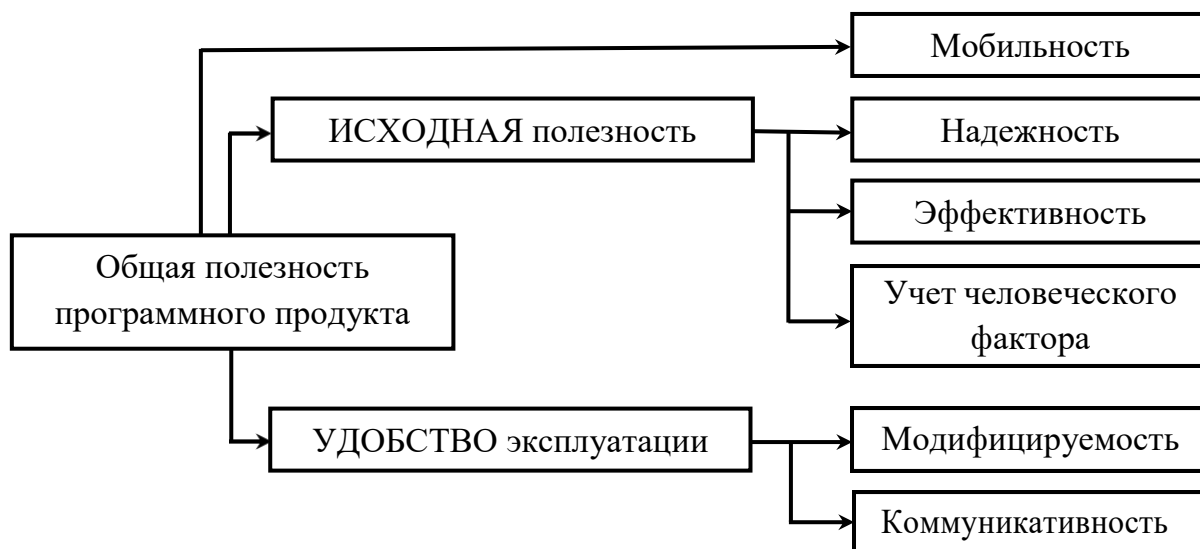 Мобильность
ИСХОДНАЯ полезность
Надежность
Эффективность
Общая полезность
программного продукта
Учет человеческого
фактора
УДОБСТВО эксплуатации
Модифицируемость
Коммуникативность